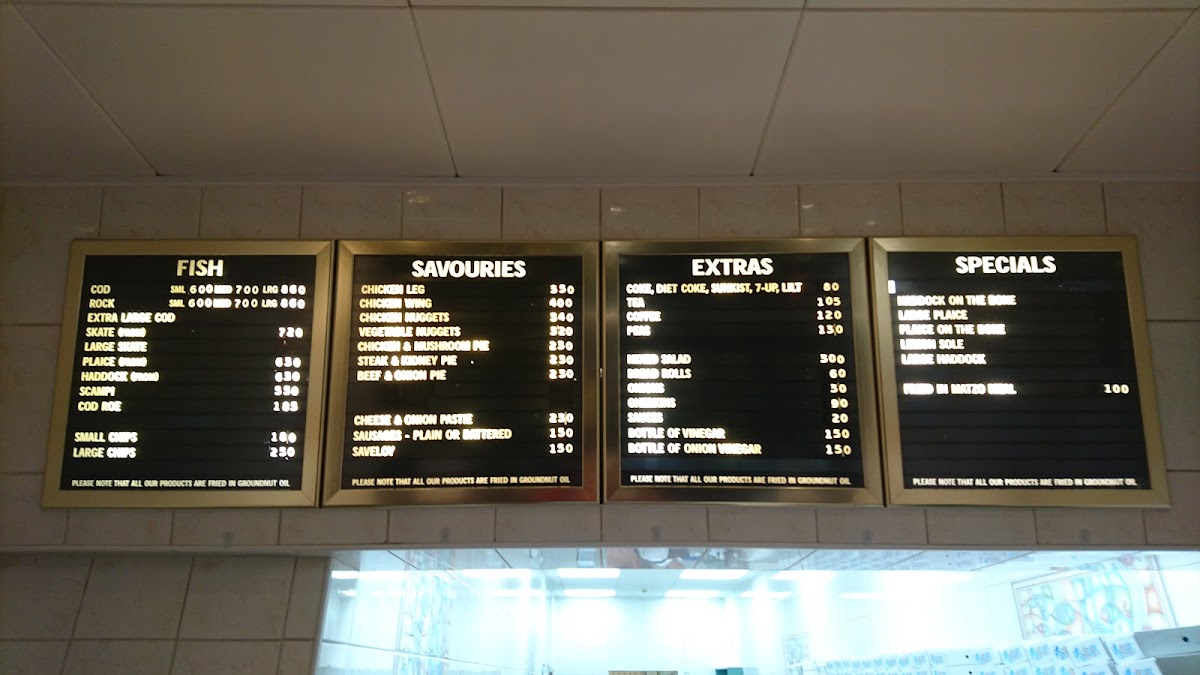 FISH
COD SML 600 MED 700 LRG 860
ROCK SML 600 MED 700 LRG 860
EXTRA LARGE COD
SKATE 720
LARGE SKATE
PLAICE 630
HADDOCK 630
SCAMPI 550
COD ROE 185
SMALL CHIPS 180
LARGE CHIPS 250
PLEASE NOTE THAT ALL OUR PRODUCTS ARE FRIED IN GROUNDNUT OIL
SAVOURIES
CHICKEN LEG 350
CHICKEN WING 400
CHICKEN NUGGETS 340
VEGETABLE NUGGETS 320
CHICKEN & MUSHROOM PIE 250
STEAK & KIDNEY PIE 250
BEEF & ONION PIE 250
CHEESE & ONION PASTIE 250
SAUSAGES - PLAIN OR BATTERED 150
SAVELOY 150
PLEASE NOTE THAT ALL OUR PRODUCTS ARE FRIED IN GROUNDNUT OIL
EXTRAS
COKE, DIET COKE, SUNKIST, 7-UP, LILT 80
TEA 105
COFFEE 120
PEAS 130
MIXED SALAD 300
BREAD ROLLS 60
ONIONS 50
GHERKINS 90
SAUCES 20
BOTTLE OF VINEGAR 150
BOTTLE OF ONION VINEGAR 150
PLEASE NOTE THAT ALL OUR PRODUCTS ARE FRIED IN GROUNDNUT OIL
SPECIALS
HADDOCK ON THE BONE
LARGE PLAICE
PLAICE ON THE BONE
LEMON SOLE
LARGE HADDOCK
FRIED IN MATZO MEAL 100
PLEASE NOTE THAT ALL OUR PRODUCTS ARE FRIED IN GROUNDNUT OIL